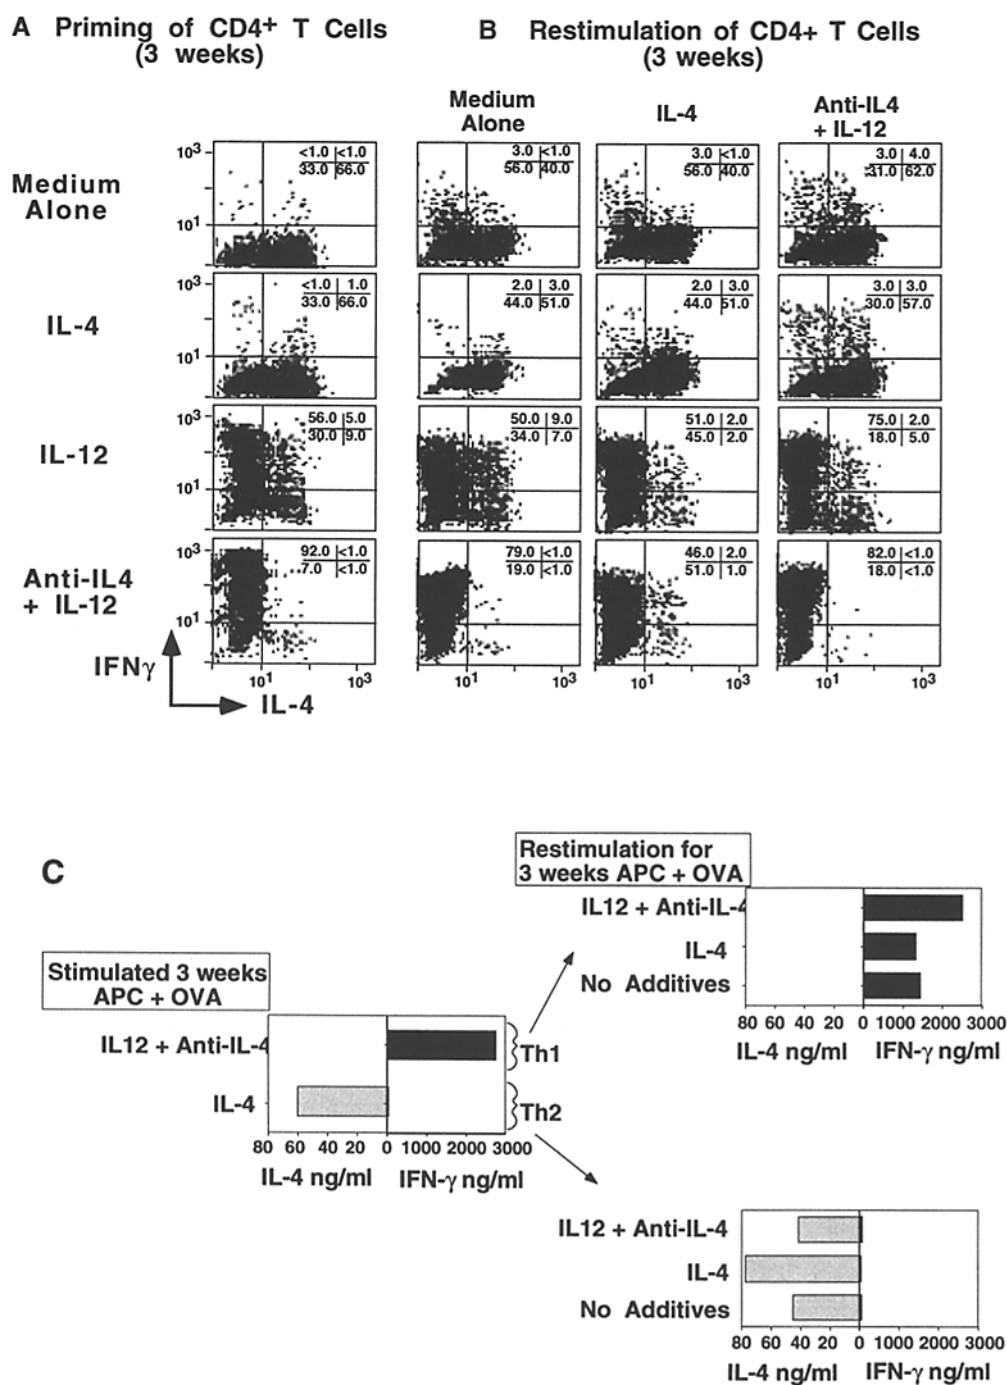 A Priming of CD4+ T Cells
(3 weeks)
B Restimulation of CD4+ T Cells
(3 weeks)
Medium
Alone
IL-4
Anti-IL4
+ IL-12
Medium
Alone
10³
10¹
<1.0 <1.0
33.0 66.0
3.0 <1.0
56.0 40.0
3.0 <1.0
56.0 40.0
3.0 4.0
31.0 62.0
IL-4
10³
10¹
<1.0 1.0
33.0 66.0
2.0 3.0
44.0 51.0
2.0 3.0
44.0 51.0
3.0 3.0
30.0 57.0
IL-12
10³
10¹
56.0 5.0
30.0 9.0
50.0 9.0
34.0 7.0
51.0 2.0
45.0 2.0
75.0 2.0
18.0 5.0
Anti-IL4
+ IL-12
10³
10¹
92.0 <1.0
7.0 <1.0
79.0 <1.0
19.0 <1.0
46.0 2.0
51.0 1.0
82.0 <1.0
18.0 <1.0
10¹ 10³ 10¹ 10³ 10¹ 10³ 10¹ 10³
IFNγ
IL-4
C
Restimulation for
3 weeks APC + OVA
IL12 + Anti-IL-4
IL-4
No Additives
80 60 40 20 0 1000 2000 3000
IL-4 ng/ml IFN-γ ng/ml
Stimulated 3 weeks
APC + OVA
IL12 + Anti-IL-4
IL-4
Th1
Th2
80 60 40 20 0 1000 2000 3000
IL-4 ng/ml IFN-γ ng/ml
IL12 + Anti-IL-4
IL-4
No Additives
80 60 40 20 0 1000 2000 3000
IL-4 ng/ml IFN-γ ng/ml